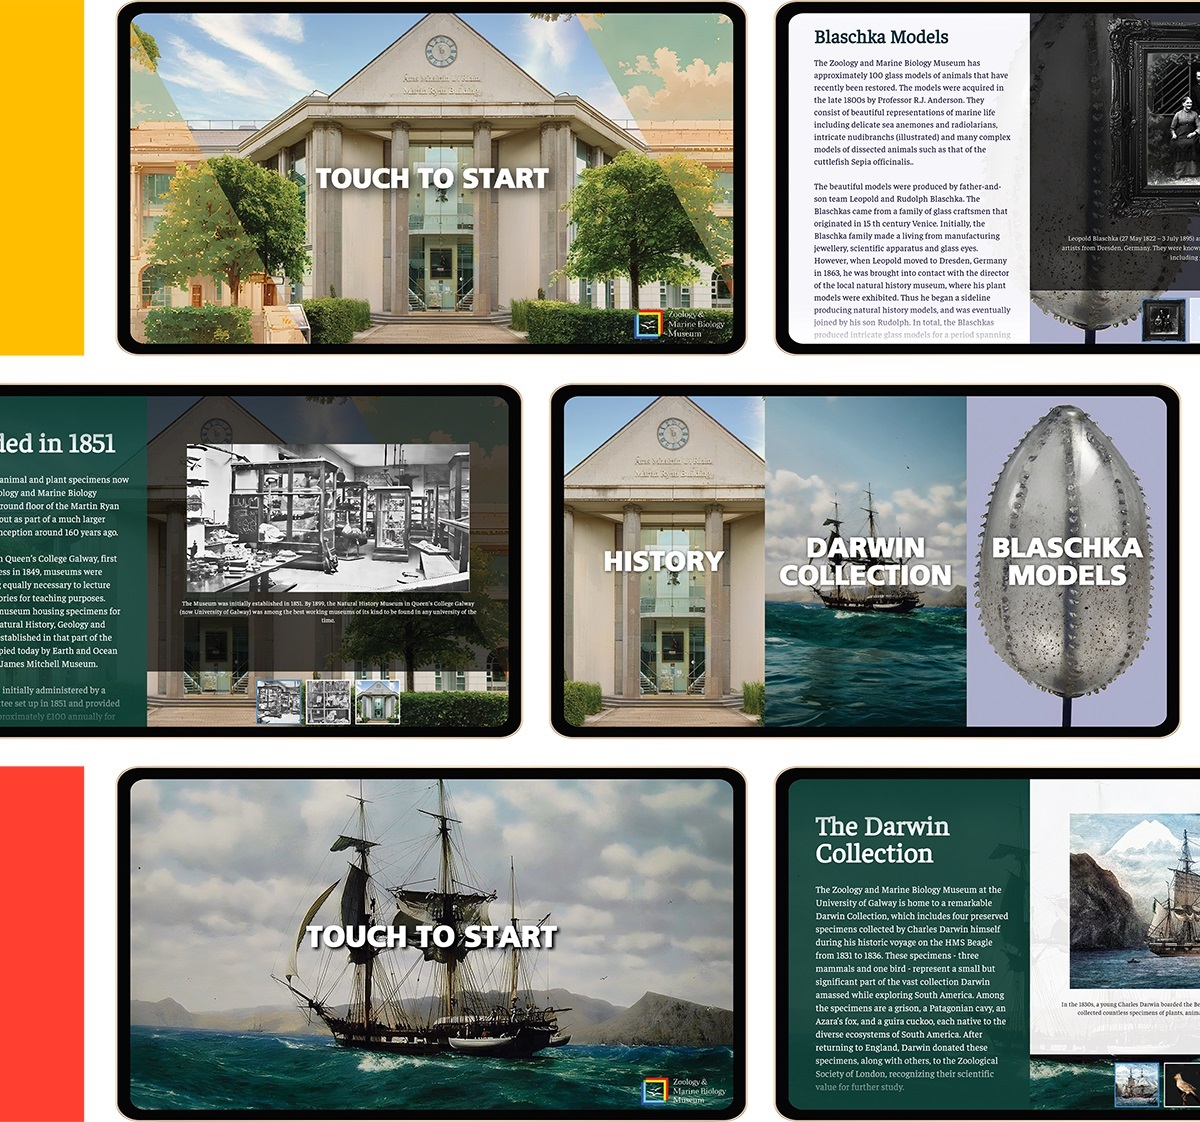 Áras Mháirtín Uí Riain
Martin Ryan Building
TOUCH TO START
Zoology &
Marine Biology
Museum
Blaschka Models
The Zoology and Marine Biology Museum has
approximately 100 glass models of animals that have
recently been restored. The models were acquired in
the late 1800s by Professor R.J. Anderson. They
consist of beautiful representations of marine life
including delicate sea anemones and radiolarians,
intricate nudibranchs (illustrated) and many complex
models of dissected animals such as that of the
cuttlefish Sepia officinalis..
The beautiful models were produced by father-and-
son team Leopold and Rudolph Blaschka. The
Blaschkas came from a family of glass craftsmen that
originated in 15 th century Venice. Initially, the
Blaschka family made a living from manufacturing
jewellery, scientific apparatus and glass eyes.
However, when Leopold moved to Dresden, Germany
in 1863, he was brought into contact with the director
of the local natural history museum, where his plant
models were exhibited. Thus he began a sideline
producing natural history models, and was eventually
joined by his son Rudolph. In total, the Blaschkas
produced intricate glass models for a period spanning
Leopold Blaschka (27 May 1822 – 3 July 1895) a
artists from Dresden, Germany. They were know
including
ded in 1851
animal and plant specimens now
ology and Marine Biology
round floor of the Martin Ryan
out as part of a much larger
nception around 160 years ago.
n Queen's College Galway, first
ess in 1849, museums were
g equally necessary to lecture
ories for teaching purposes.
museum housing specimens for
atural History, Geology and
stablished in that part of the
pied today by Earth and Ocean
James Mitchell Museum.
initially administered by a
tee set up in 1851 and provided
proximately £100 annually for
The Museum was initially established in 1851. By 1899, the Natural History Museum in Queen's College Galway
(now University of Galway) was among the best working museums of its kind to be found in any university of the
time.
HISTORY
DARWIN
COLLECTION
BLASCHKA
MODELS
TOUCH TO START
Zoology &
Marine Biology
Museum
The Darwin
Collection
The Zoology and Marine Biology Museum at the
University of Galway is home to a remarkable
Darwin Collection, which includes four preserved
specimens collected by Charles Darwin himself
during his historic voyage on the HMS Beagle
from 1831 to 1836. These specimens - three
mammals and one bird - represent a small but
significant part of the vast collection Darwin
amassed while exploring South America. Among
the specimens are a grison, a Patagonian cavy, an
Azara's fox, and a guira cuckoo, each native to the
diverse ecosystems of South America. After
returning to England, Darwin donated these
specimens, along with others, to the Zoological
Society of London, recognizing their scientific
value for further study.
In the 1830s, a young Charles Darwin boarded the Be
collected countless specimens of plants, anima